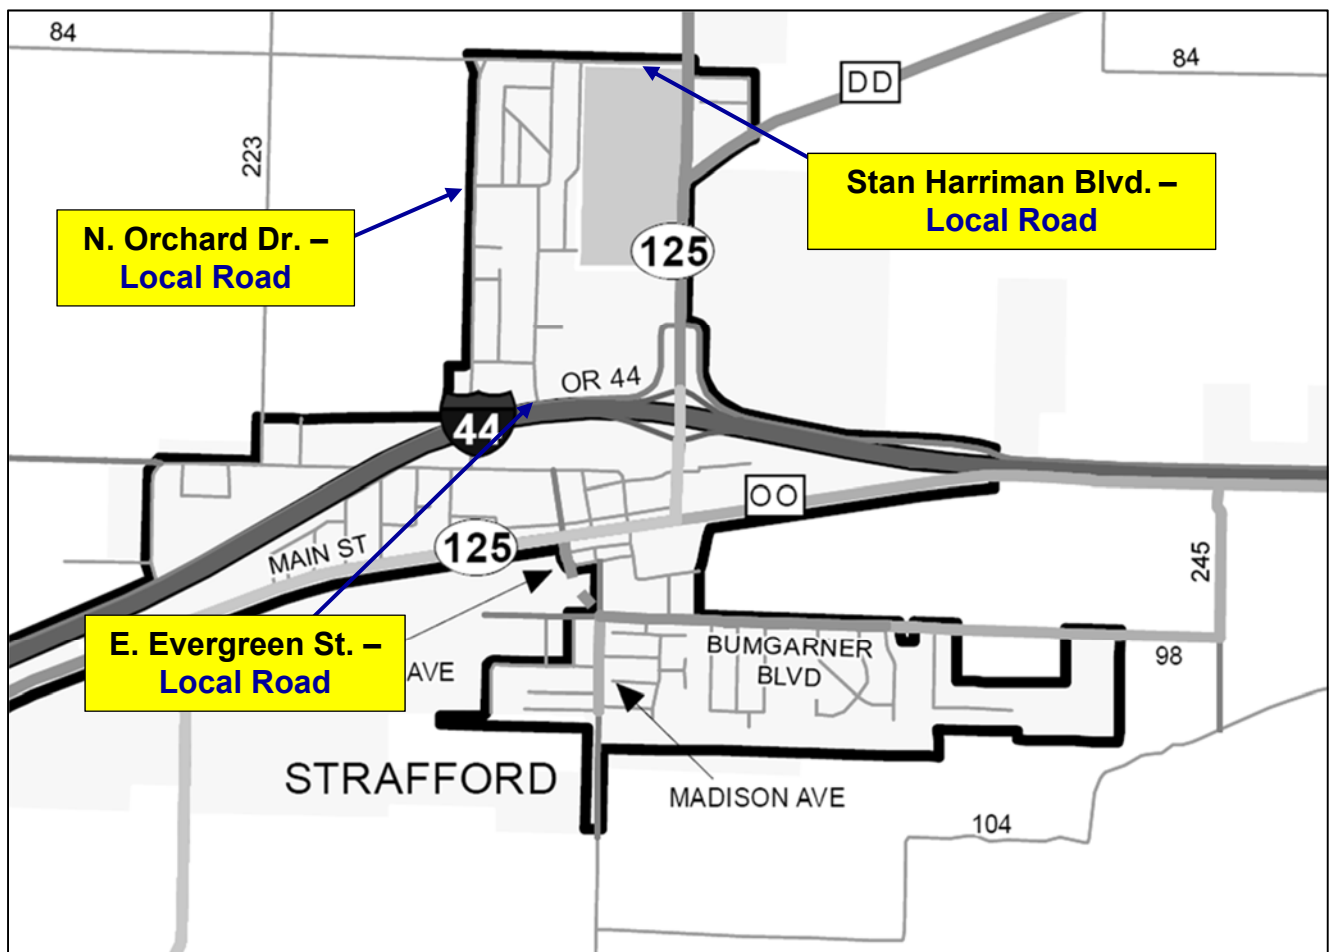 84
84
DD
223
Stan Harriman Blvd. –
Local Road
N. Orchard Dr. –
Local Road
125
OR 44
44
OO
125
MAIN ST
245
E. Evergreen St. –
Local Road
AVE
BUMGARNER
BLVD
98
STRAFFORD
MADISON AVE
104